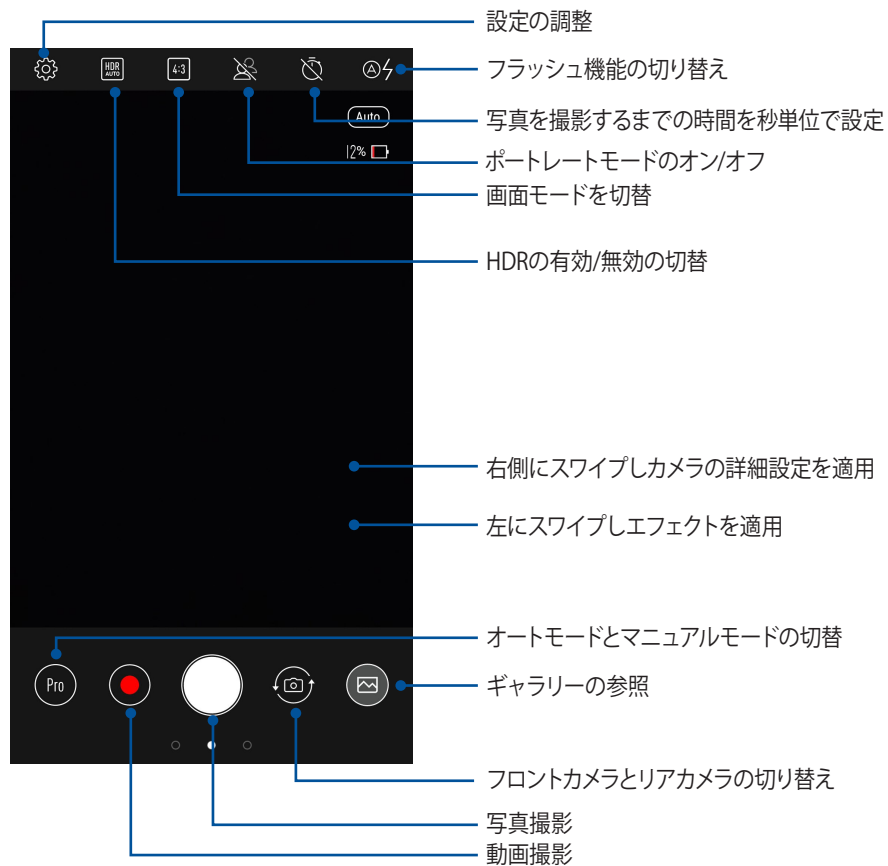 設定の調整
HDR
AUTO
4:3
A
フラッシュ機能の切り替え
写真を撮影するまでの時間を秒単位で設定
Auto
12%
ポートレートモードのオン/オフ
画面モードを切替
HDRの有効/無効の切替
右側にスワイプしカメラの詳細設定を適用
左にスワイプしエフェクトを適用
オートモードとマニュアルモードの切替
Pro
ギャラリーの参照
フロントカメラとリアカメラの切り替え
写真撮影
動画撮影